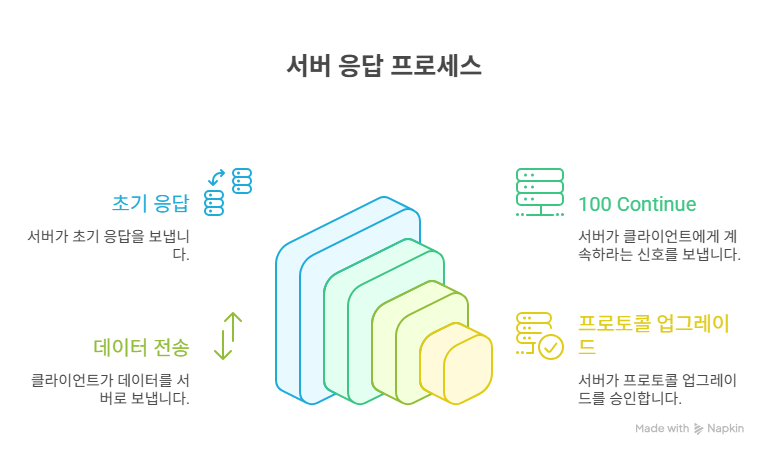 서버 응답 프로세스
초기 응답
서버가 초기 응답을 보냅니
다.
100 Continue
서버가 클라이언트에게 계
속하라는 신호를 보냅니다.
데이터 전송
클라이언트가 데이터를 서
버로 보냅니다.
프로토콜 업그레이
드
서버가 프로토콜 업그레이
드를 승인합니다.
Made with Napkin